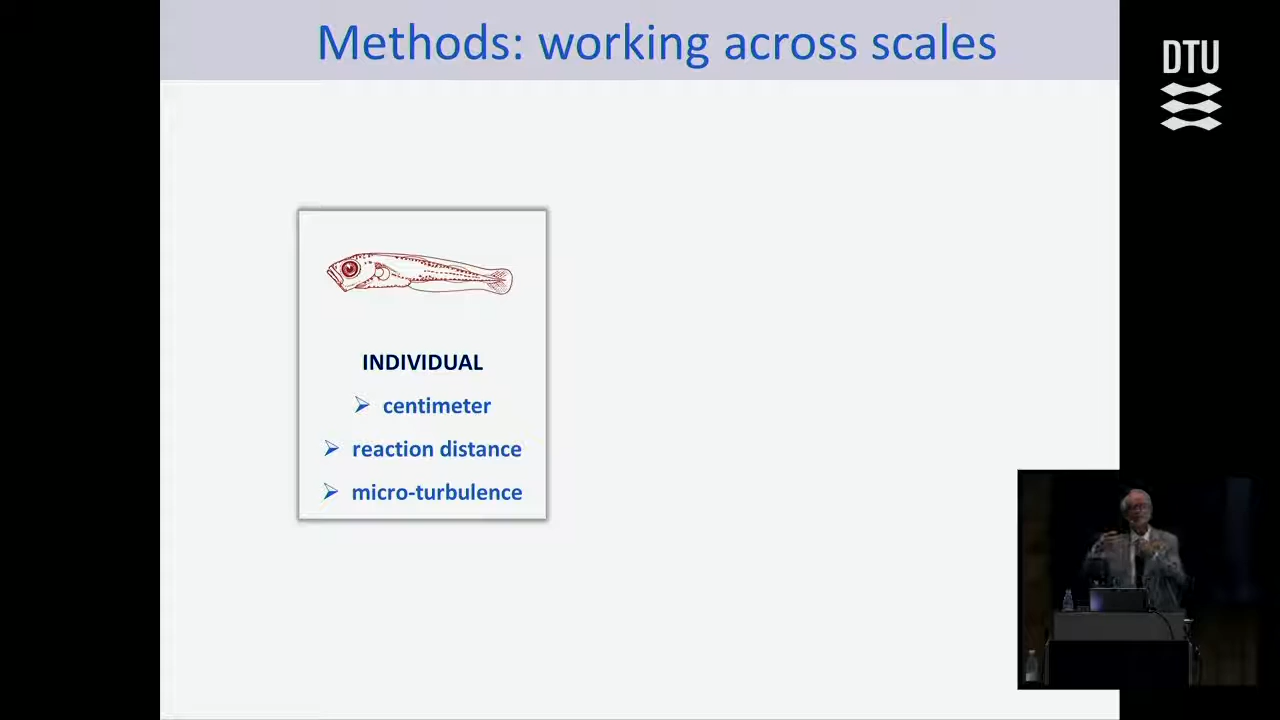 Methods: working across scales
DTU
INDIVIDUAL
centimeter
reaction distance
micro-turbulence